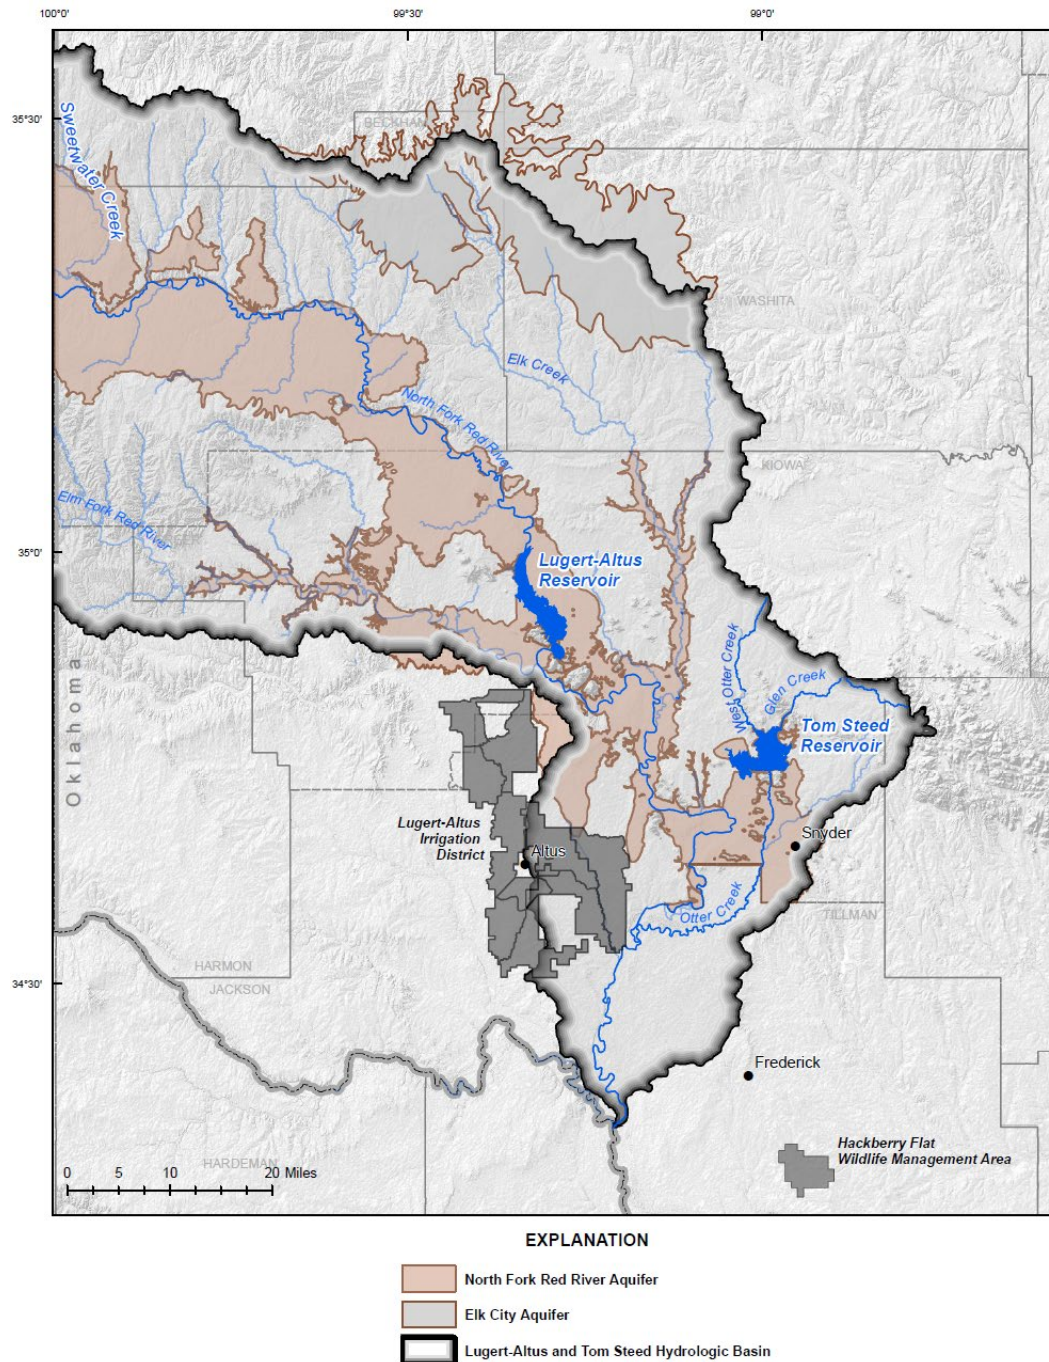 100°0'
99°30'
99°0'
35°30'
35°0'
34°30'
BECKHAM
Sweetwater Creek
WASHITA
Elk Creek
North Fork Red River
KIOWA
Elm Fork Red River
Lugert-Altus
Reservoir
West Otter Creek
Glen Creek
Tom Steed
Reservoir
Oklahoma
Lugert-Altus
Irrigation
District
Altus
Snyder
Otter Creek
TILLMAN
HARMON
JACKSON
Frederick
Hackberry Flat
Wildlife Management Area
HARDEMAN
0 5 10 20 Miles
EXPLANATION
North Fork Red River Aquifer
Elk City Aquifer
Lugert-Altus and Tom Steed Hydrologic Basin